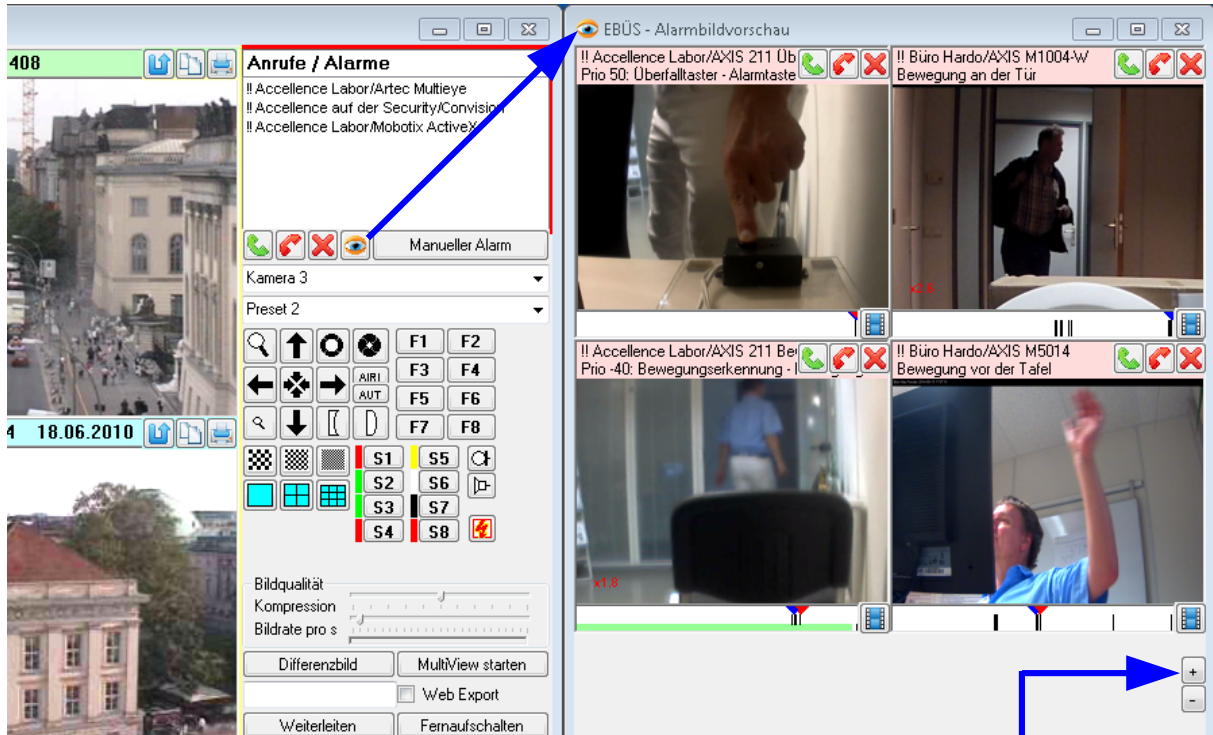 EBÜS - Alarmbildvorschau
408
Anrufe / Alarme
!! Accellence Labor/Artec Multieye
!! Accellence auf der Security/Convision
!! Accellence Labor/Mobotix ActiveX
Manueller Alarm
Kamera 3
Preset 2
F1 F2
F3 F4
AIRI
AUT
F5 F6
F7 F8
4 18.06.2010
S1 S5
S2 S6
S3 S7
S4 S8
Bildqualität
Kompression
Bildrate pro s
Differenzbild
MultiView starten
Web Export
Weiterleiten
Fernaufschalten
!! Accellence Labor/AXIS 211 Üb
Prio 50: Überfalltaster - Alarmtaste
!! Büro Hardo/AXIS M1004-W
Bewegung an der Tür
x2.8
!! Accellence Labor/AXIS 211 Be
Prio -40: Bewegungserkennung -
x1.8
!! Büro Hardo/AXIS M5014
Bewegung vor der Tafel
+
-